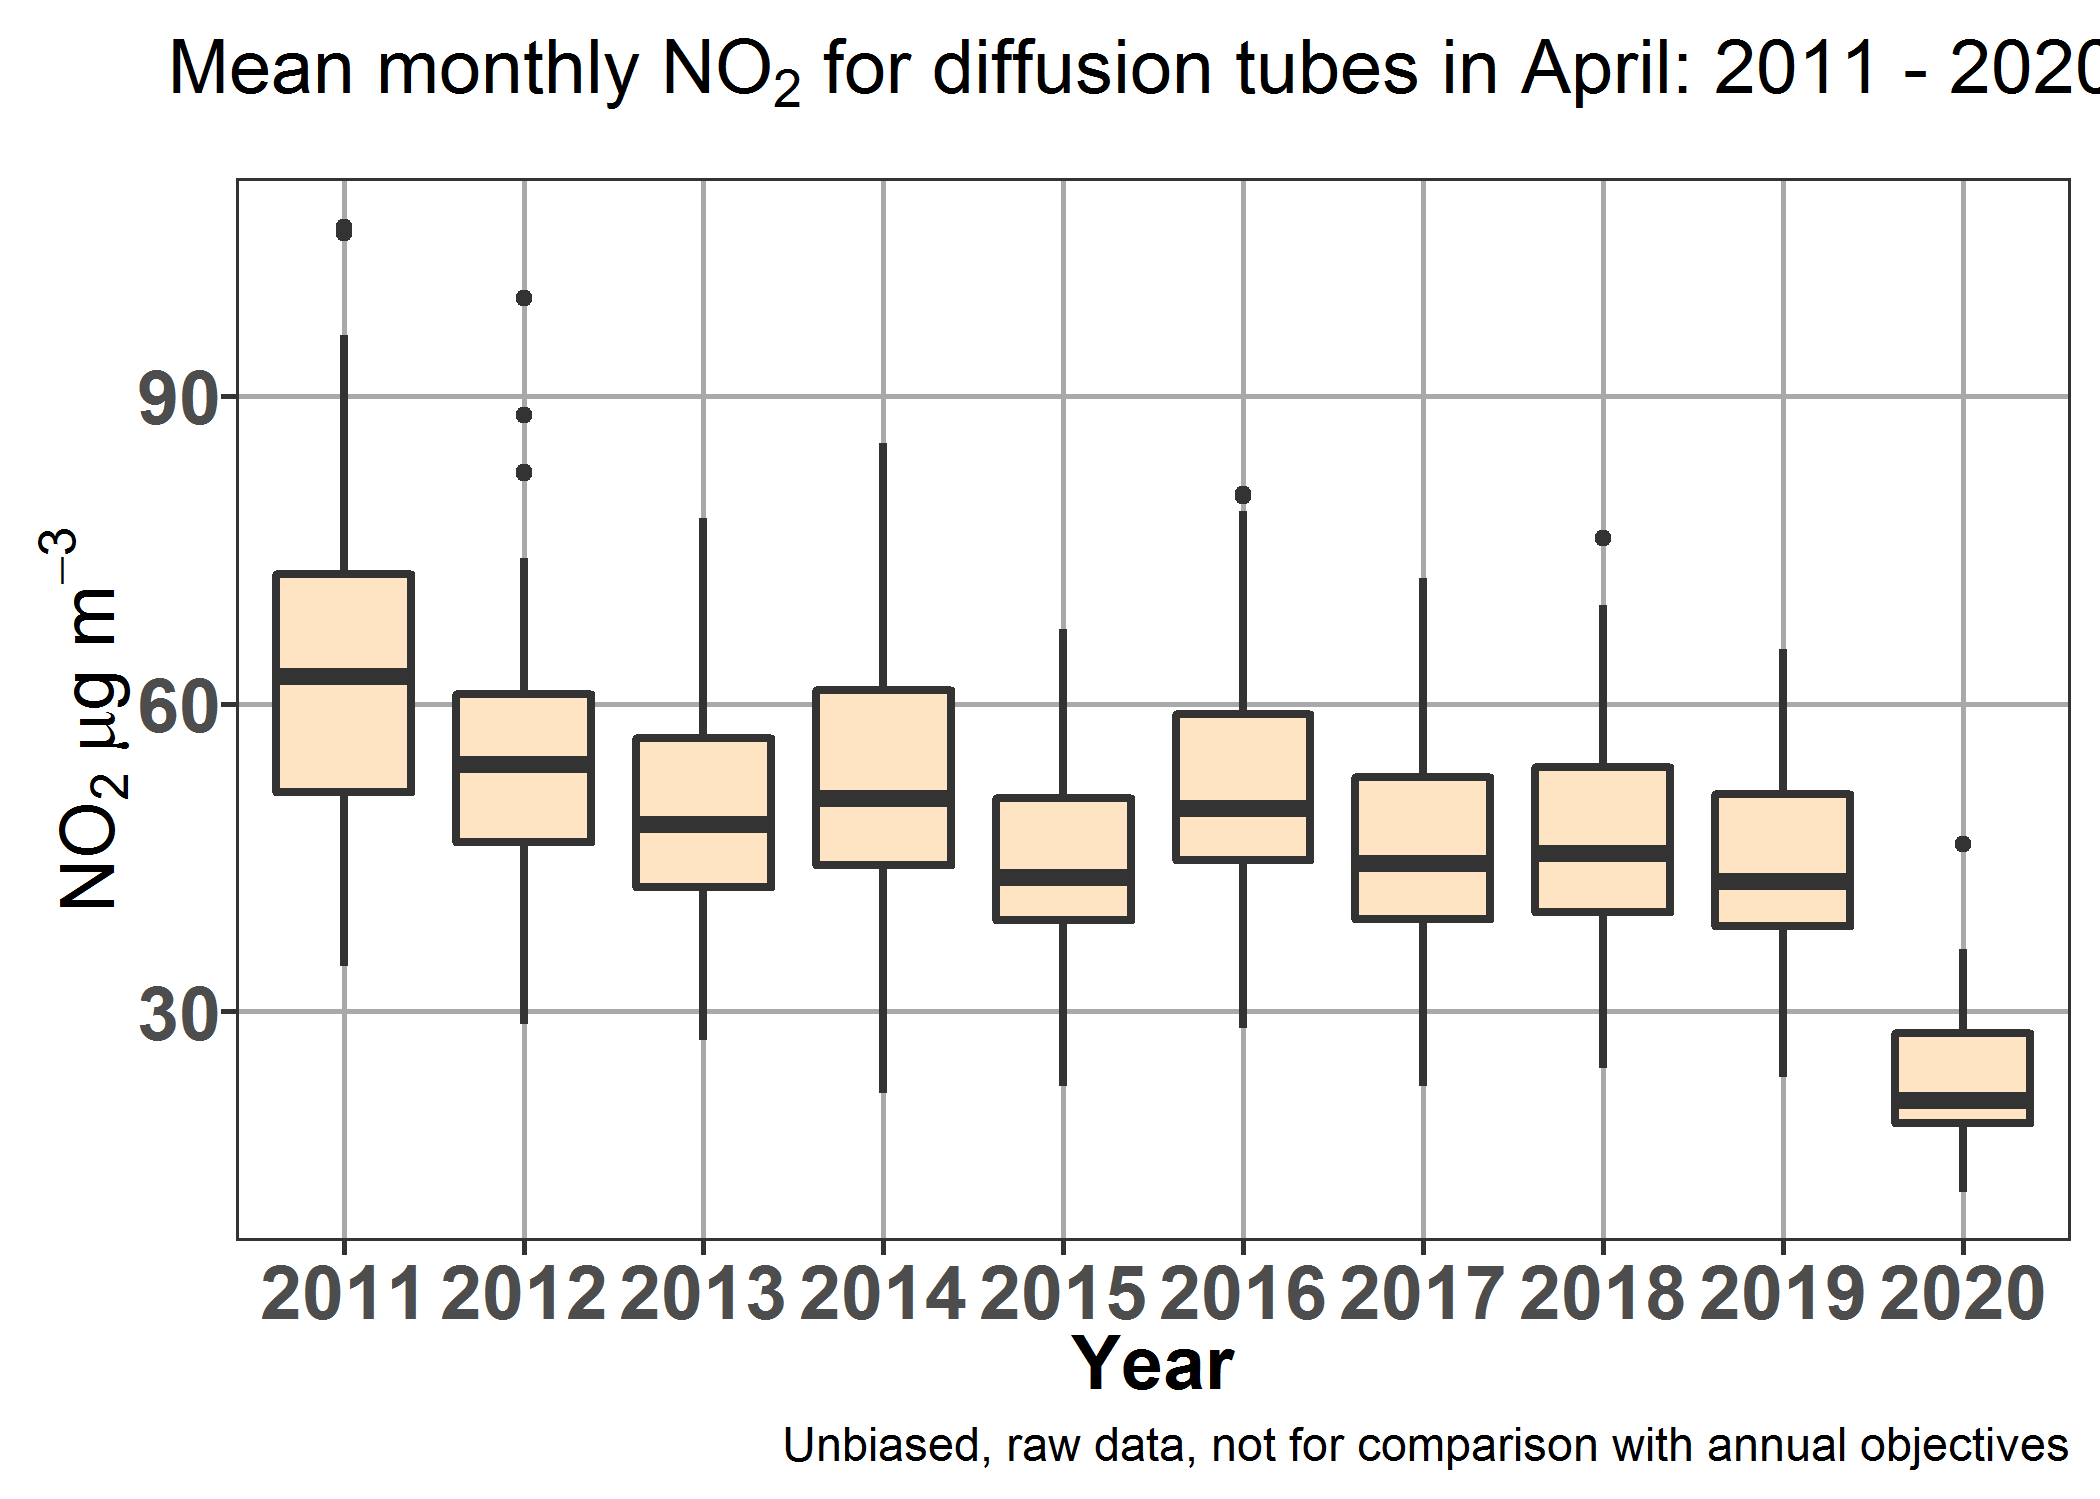 Mean monthly NO₂ for diffusion tubes in April: 2011 - 2020
NO₂ µg m⁻³
90
60
30
2011 2012 2013 2014 2015 2016 2017 2018 2019 2020
Year
Unbiased, raw data, not for comparison with annual objectives